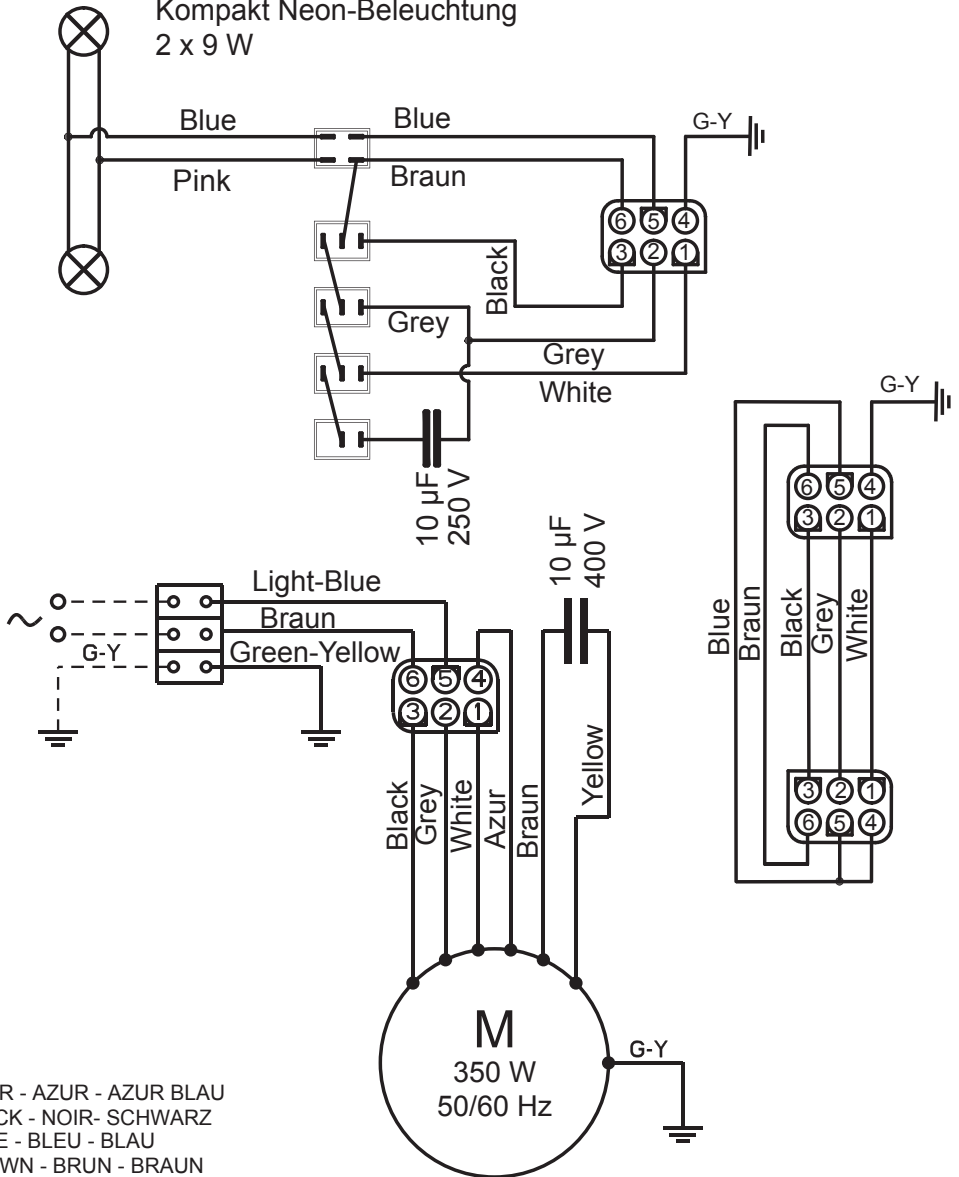 Kompakt Neon-Beleuchtung
2 x 9 W
Blue
Blue
G-Y
Pink
Braun
6 5 4
3 2 1
Black
Grey
Grey
White
10 µF
250 V
G-Y
6 5 4
3 2 1
10 µF
400 V
Light-Blue
Braun
G-Y
Green-Yellow
6 5 4
3 2 1
Blue
Braun
Black
Grey
White
Black
Grey
White
Azur
Braun
Yellow
3 2 1
6 5 4
M
350 W
50/60 Hz
G-Y
R - AZUR - AZUR BLAU
CK - NOIR- SCHWARZ
E - BLEU - BLAU
WN - BRUN - BRAUN